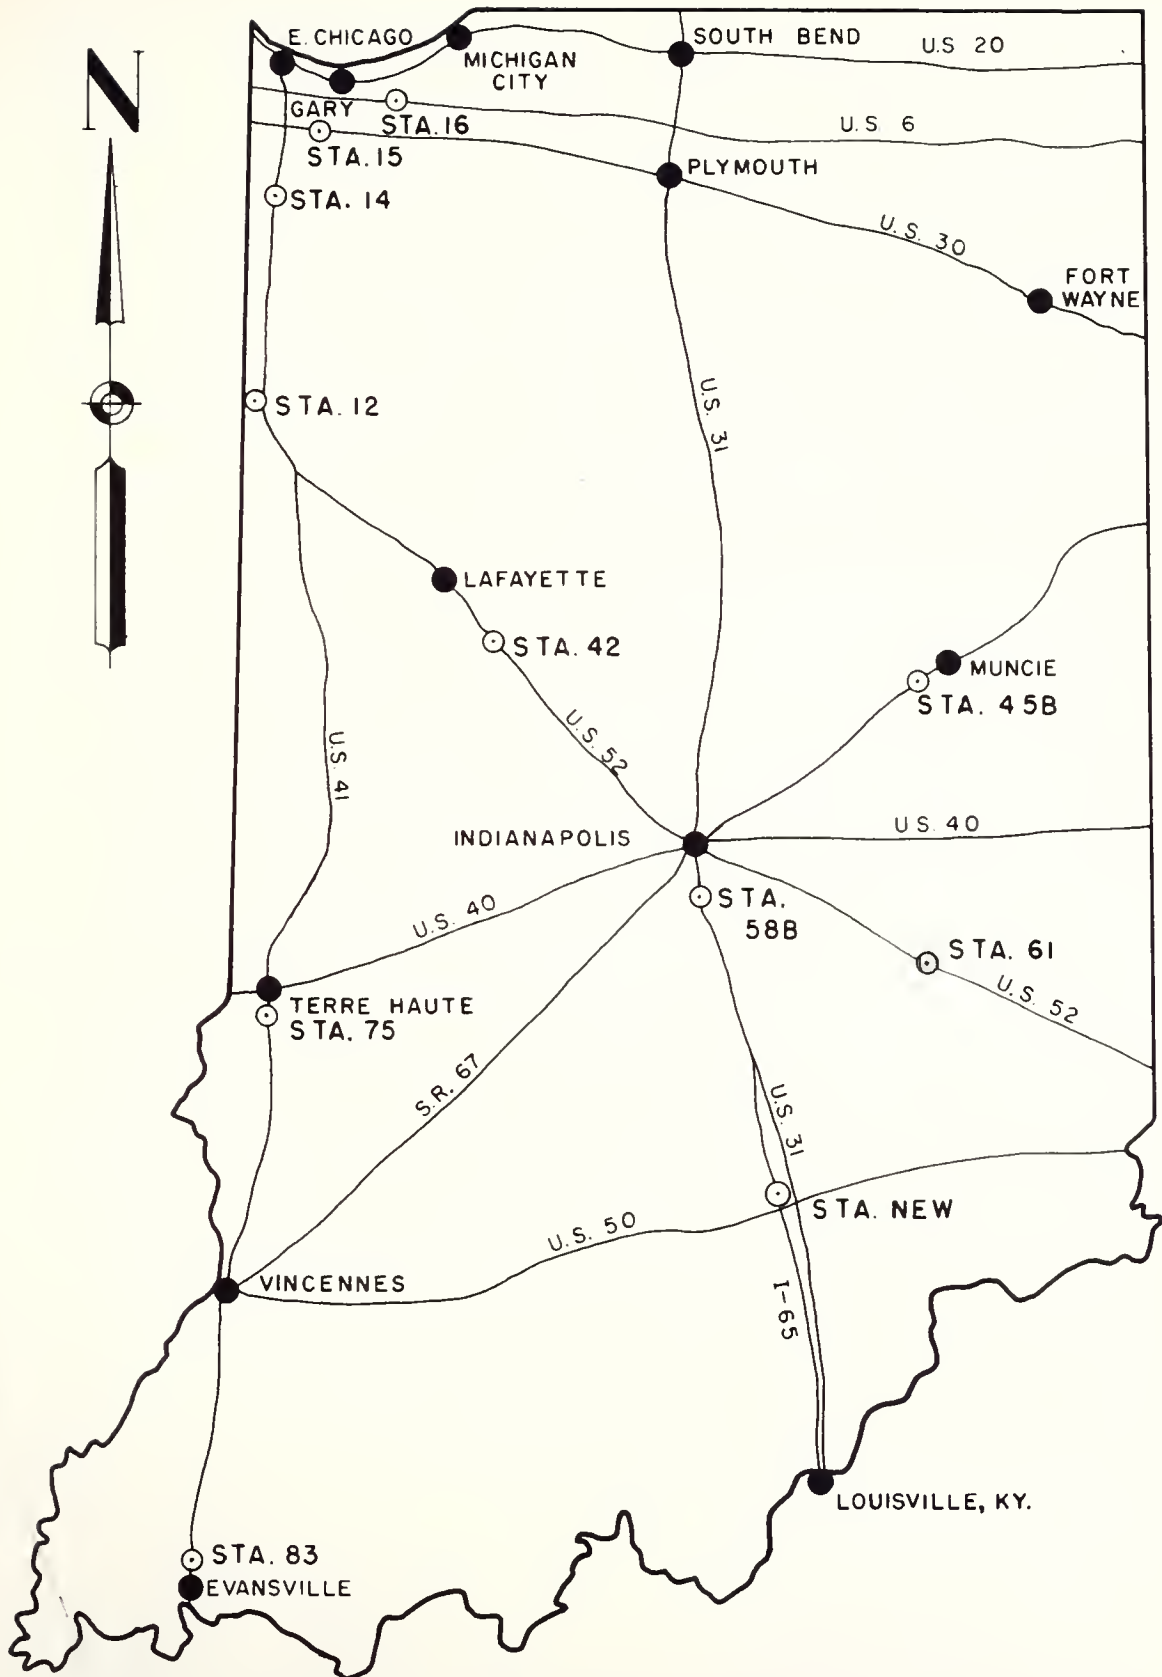 N
E. CHICAGO
MICHIGAN
CITY
SOUTH BEND
U.S 20
GARY
STA. 16
U.S 6
STA. 15
PLYMOUTH
STA. 14
U.S. 30
FORT
WAYNE
STA. 12
U.S. 31
LAFAYETTE
STA. 42
MUNCIE
STA. 45B
U.S. 52
U.S. 41
INDIANAPOLIS
U.S. 40
STA.
58B
U.S. 40
STA. 61
U.S. 52
TERRE HAUTE
STA. 75
S.R. 67
U.S. 31
STA. NEW
U.S. 50
VINCENNES
I-65
LOUISVILLE, KY.
STA. 83
EVANSVILLE